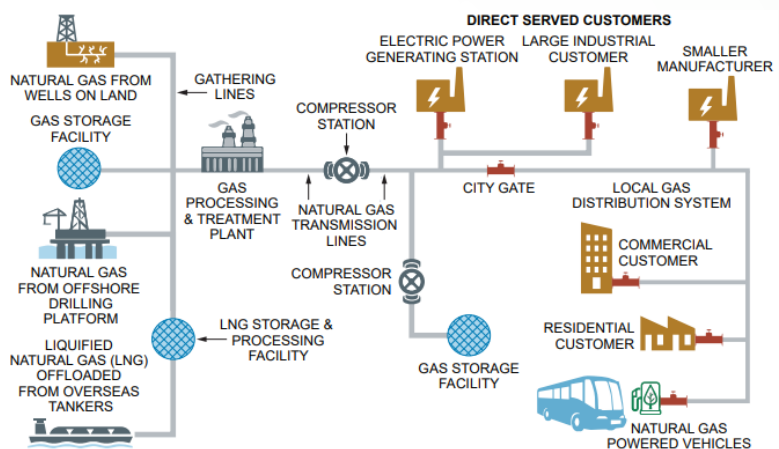 DIRECT SERVED CUSTOMERS
ELECTRIC POWER
GENERATING STATION
LARGE INDUSTRIAL
CUSTOMER
SMALLER
MANUFACTURER
NATURAL GAS FROM
WELLS ON LAND
GATHERING
LINES
GAS STORAGE
FACILITY
COMPRESSOR
STATION
GAS
PROCESSING
& TREATMENT
PLANT
NATURAL GAS
TRANSMISSION
LINES
CITY GATE
LOCAL GAS
DISTRIBUTION SYSTEM
COMMERCIAL
CUSTOMER
NATURAL GAS
FROM OFFSHORE
DRILLING
PLATFORM
COMPRESSOR
STATION
LNG STORAGE &
PROCESSING
FACILITY
RESIDENTIAL
CUSTOMER
LIQUIFIED
NATURAL GAS (LNG)
OFFLOADED
FROM OVERSEAS
TANKERS
GAS STORAGE
FACILITY
NATURAL GAS
POWERED VEHICLES